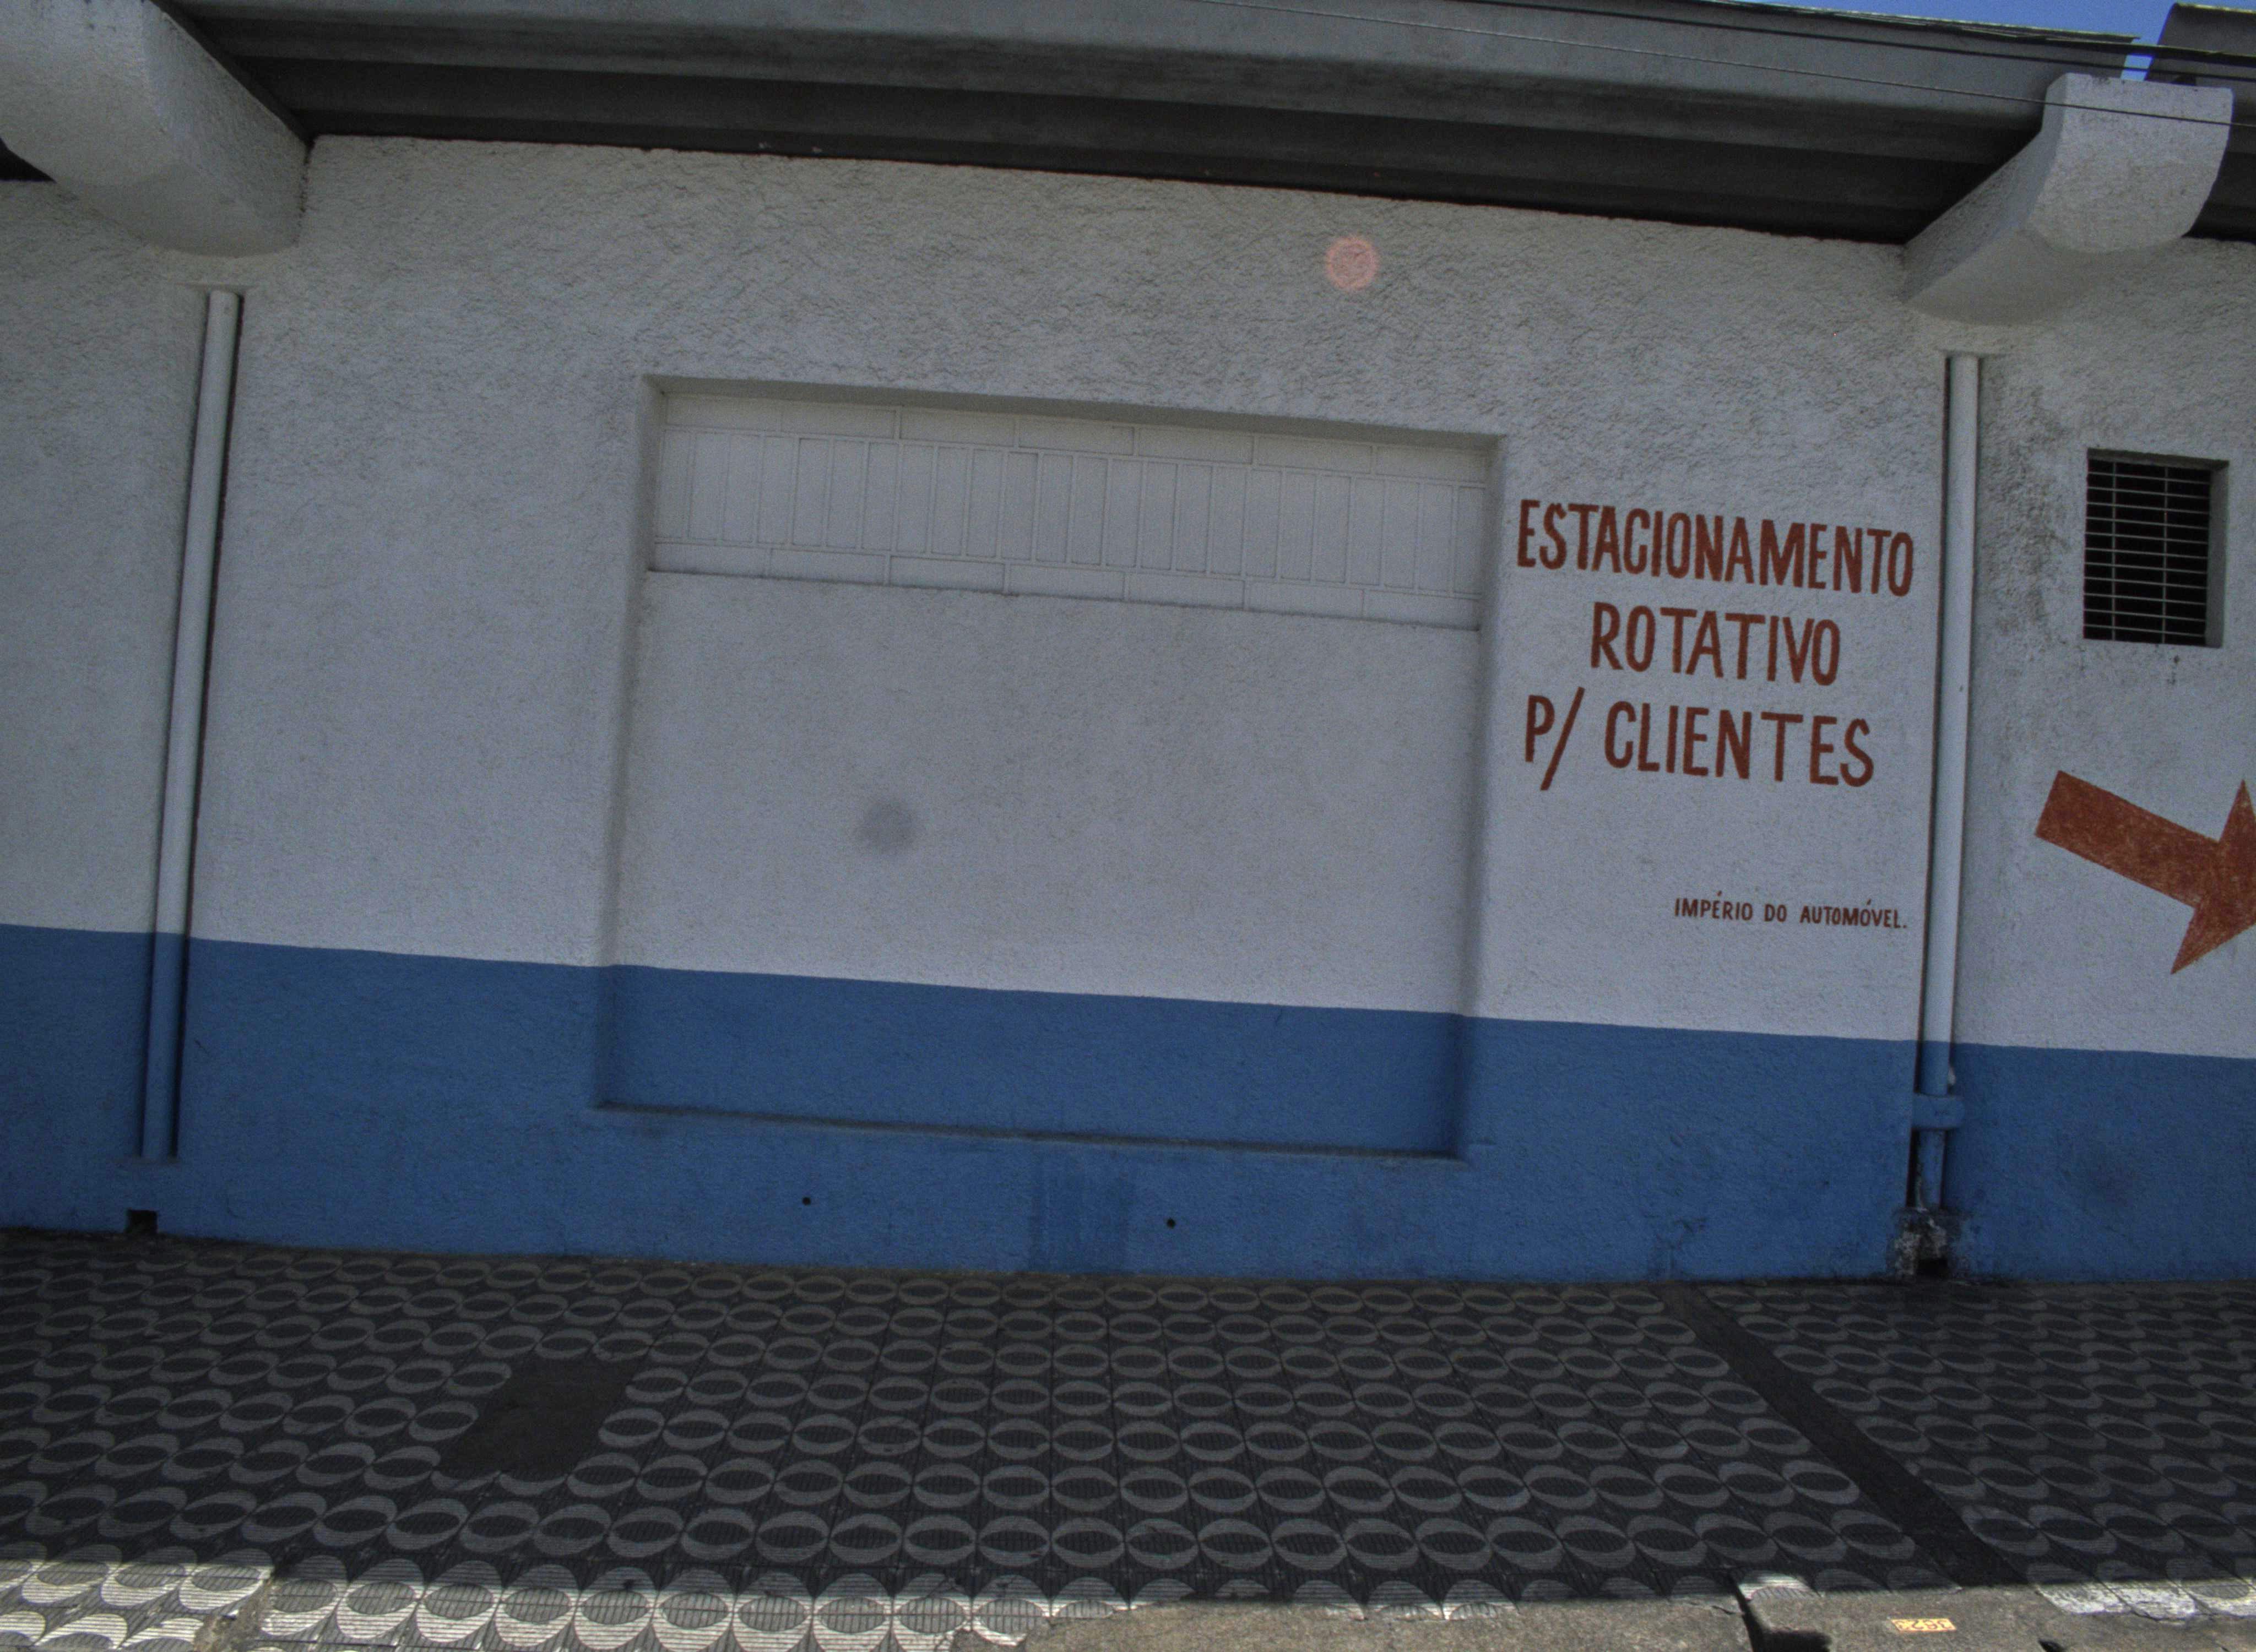 ESTACIONAMENTO
ROTATIVO
P/ CLIENTES
IMPÉRIO DO AUTOMÓVEL.